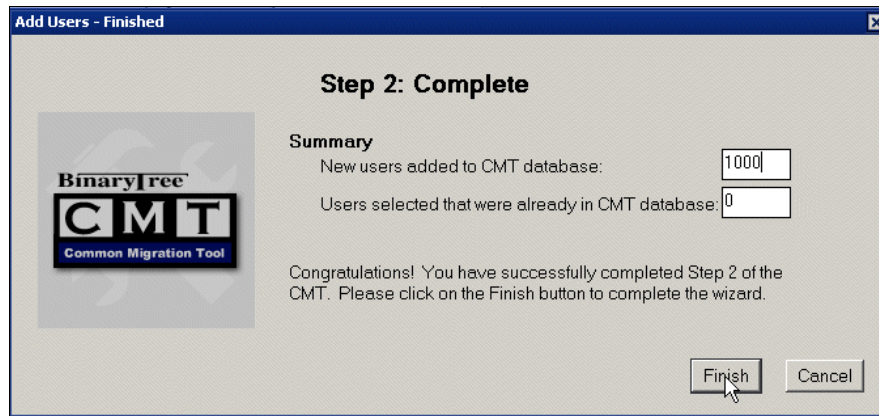 Add Users - Finished
Step 2: Complete
Summary
New users added to CMT database:
1000
Users selected that were already in CMT database:
0
BinaryTree
CMT
Common Migration Tool
Congratulations! You have successfully completed Step 2 of the
CMT. Please click on the Finish button to complete the wizard.
Finish
Cancel